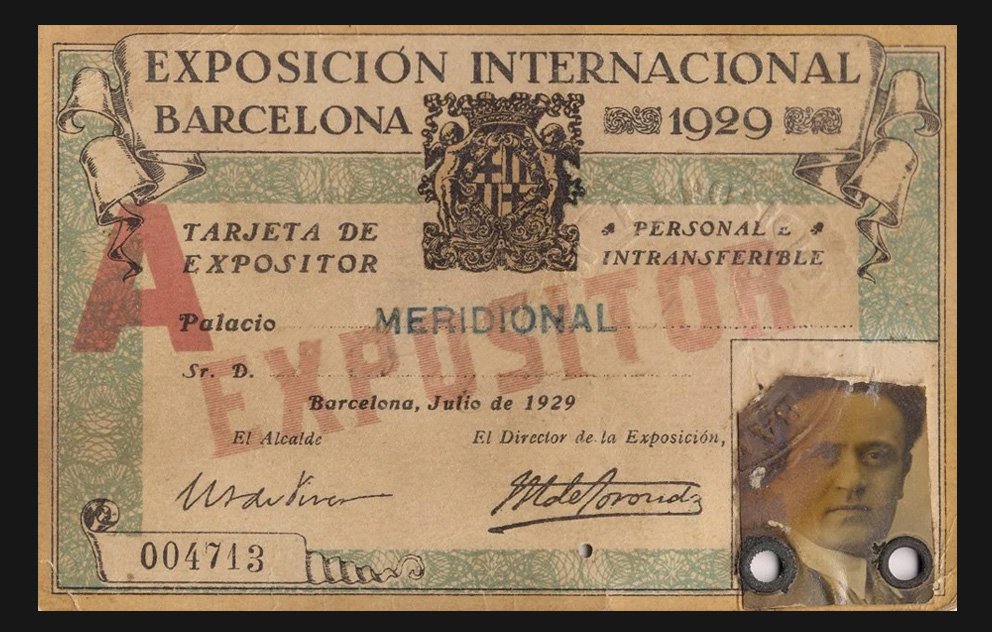 EXPOSICIÓN INTERNACIONAL
BARCELONA 1929
TARJETA DE
EXPOSITOR
PERSONAL E
INTRANSFERIBLE
A
EXPOSITOR
Palacio MERIDIONAL
Sr. D.
Barcelona, Julio de 1929
El Alcalde
El Director de la Exposición,
004713